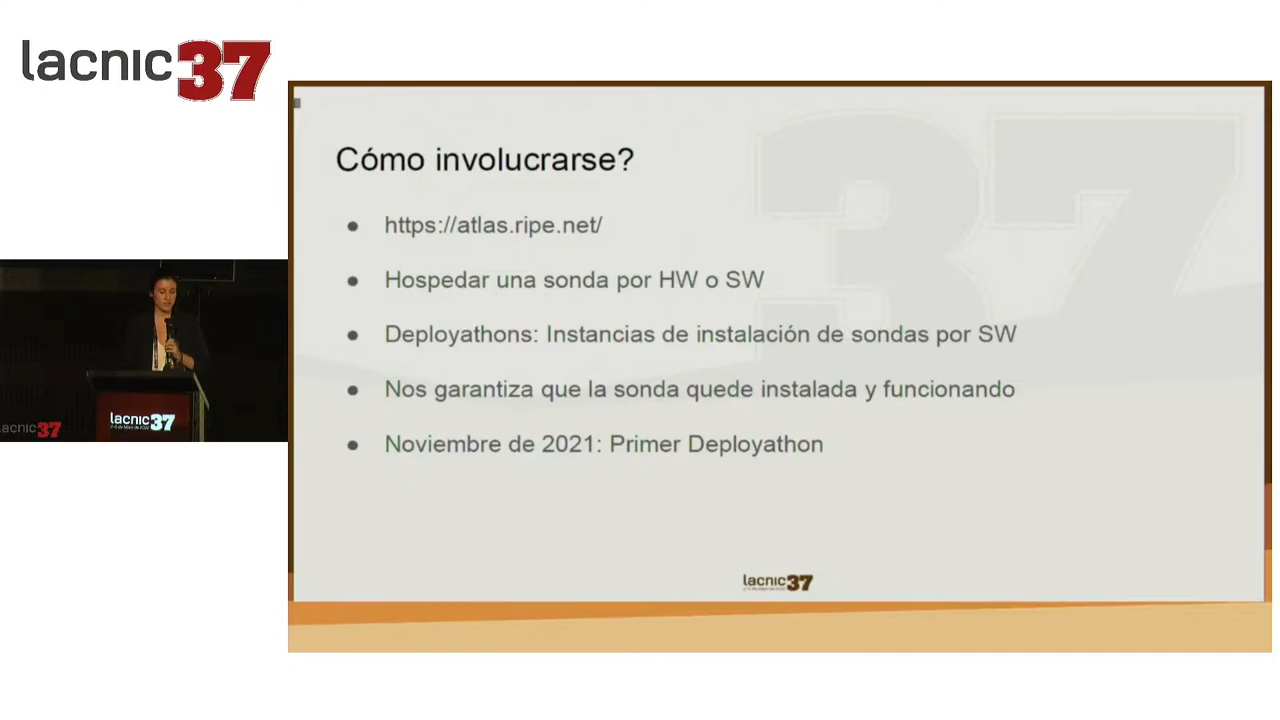 lacnic37
Cómo involucrarse?
https://atlas.ripe.net/
Hospedar una sonda por HW o SW
Deployathons: Instancias de instalación de sondas por SW
Nos garantiza que la sonda quede instalada y funcionando
Noviembre de 2021: Primer Deployathon
37
lacnic37
lacnic37
lacnic37